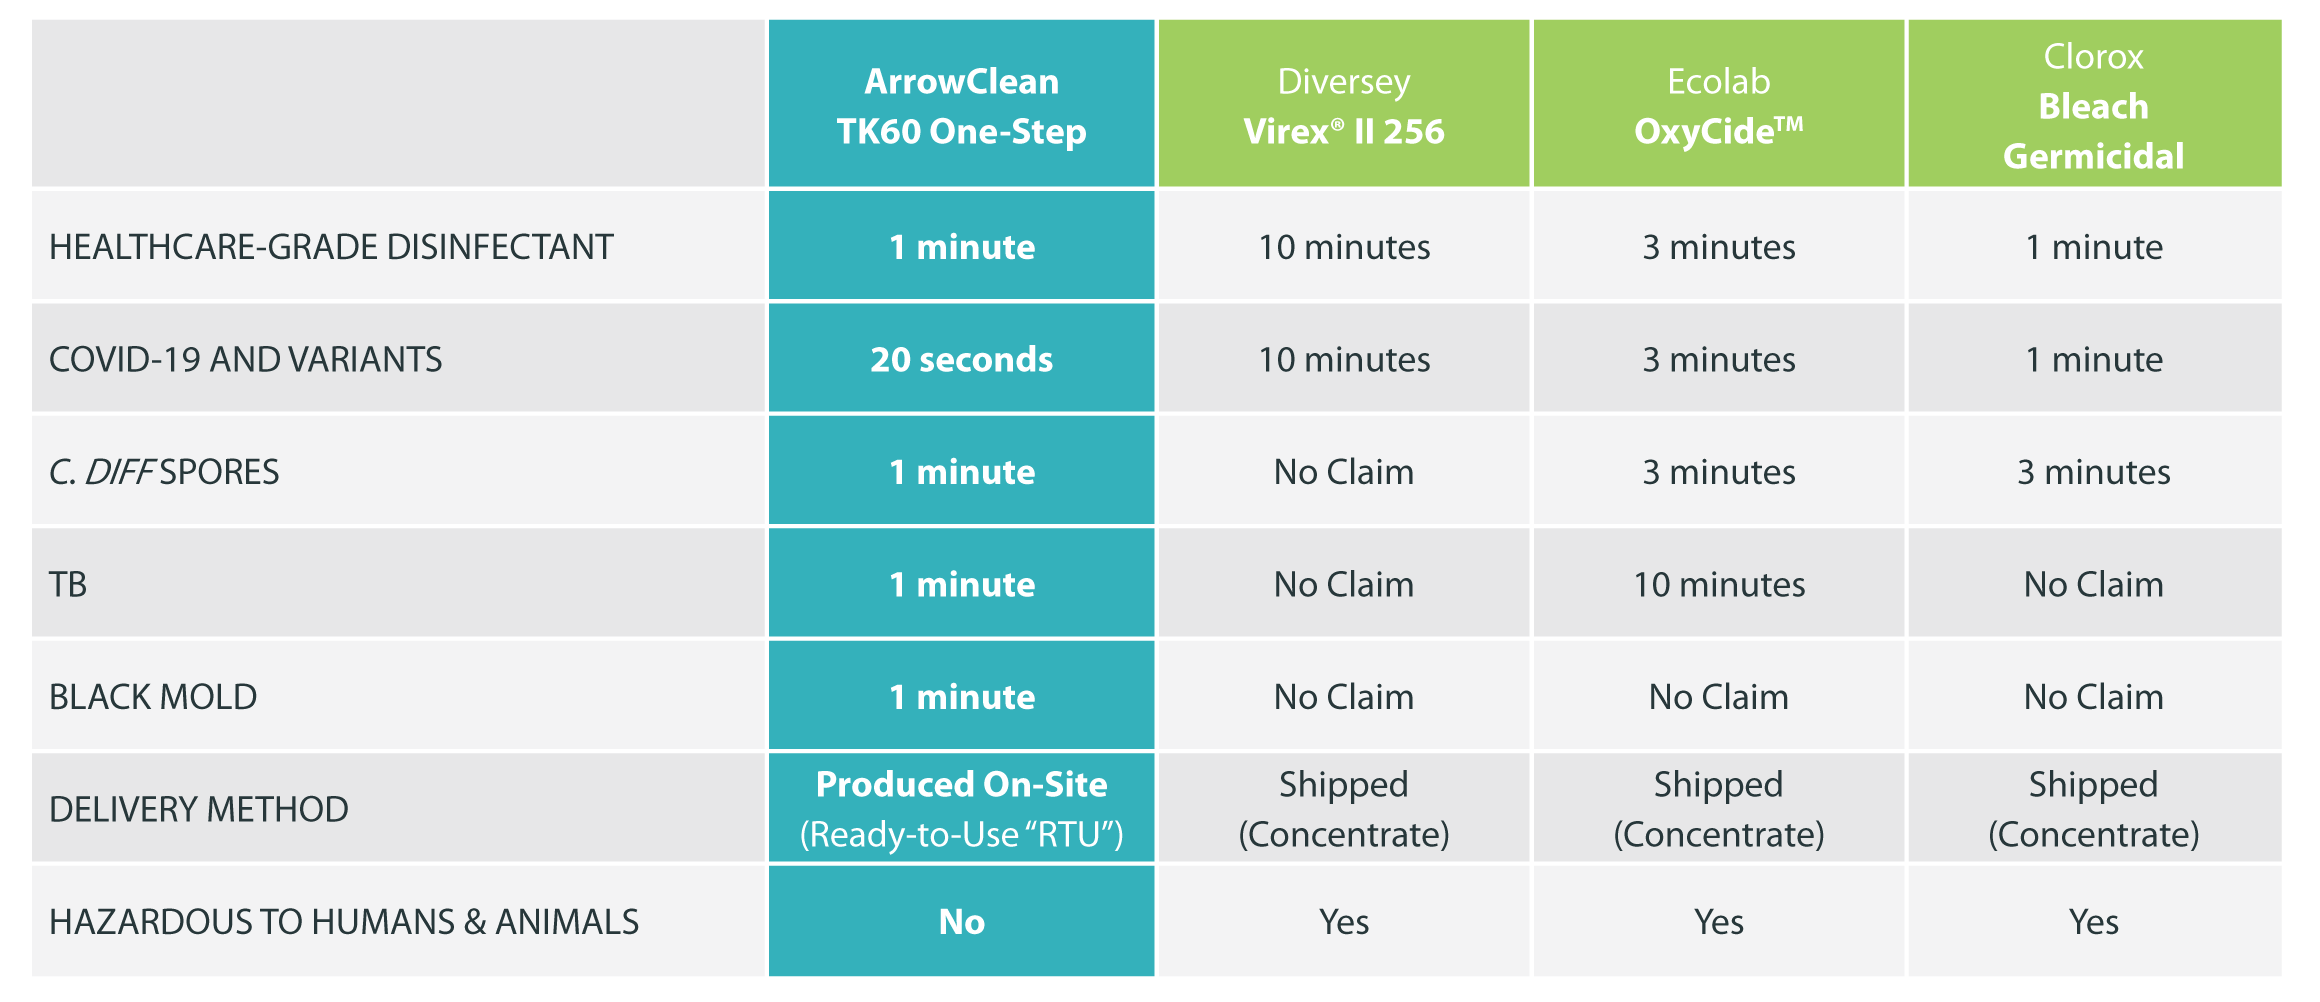 ArrowClean
TK60 One-Step
Diversey
Virex® II 256
Ecolab
OxyCide™
Clorox
Bleach
Germicidal
HEALTHCARE-GRADE DISINFECTANT
1 minute
10 minutes
3 minutes
1 minute
COVID-19 AND VARIANTS
20 seconds
10 minutes
3 minutes
1 minute
C. DIFF SPORES
1 minute
No Claim
3 minutes
3 minutes
TB
1 minute
No Claim
10 minutes
No Claim
BLACK MOLD
1 minute
No Claim
No Claim
No Claim
DELIVERY METHOD
Produced On-Site
(Ready-to-Use “RTU”)
Shipped
(Concentrate)
Shipped
(Concentrate)
Shipped
(Concentrate)
HAZARDOUS TO HUMANS & ANIMALS
No
Yes
Yes
Yes